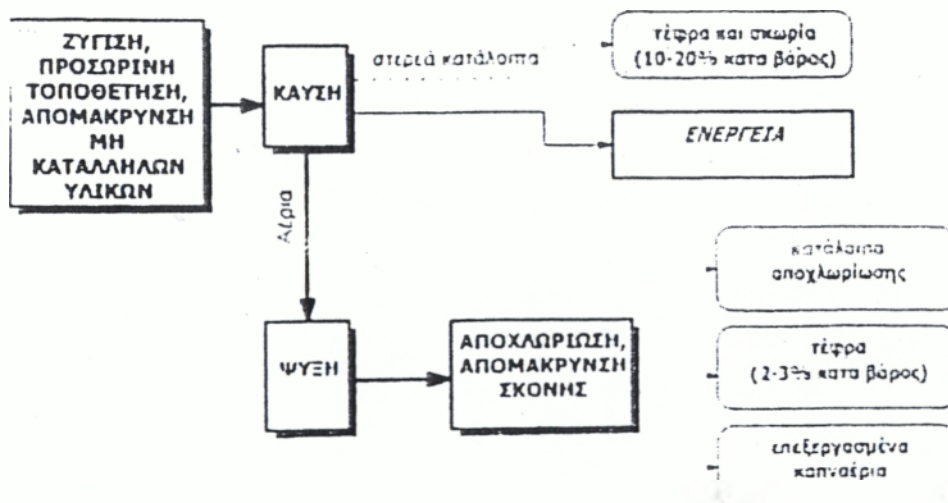 ΖΥΓΙΣΗ,
ΠΡΟΣΩΡΙΝΗ
ΤΟΠΟΘΕΤΗΣΗ,
ΑΠΟΜΑΚΡΥΝΣΗ
ΜΗ
ΚΑΤΑΛΛΗΛΩΝ
ΥΛΙΚΩΝ
ΚΑΥΣΗ
στερεά κατάλοιπα
τέφρα και σκωρία
(10-20% κατα βάρος)
ΕΝΕΡΓΕΙΑ
Αέρια
ΨΥΞΗ
ΑΠΟΧΛΩΡΙΩΣΗ,
ΑΠΟΜΑΚΡΥΝΣΗ
ΣΚΟΝΗΣ
κατάλοιπα
αποχλωρίωσης
τέφρα
(2-3% κατα βάρος)
επεξεργασμένα
καπναέρια